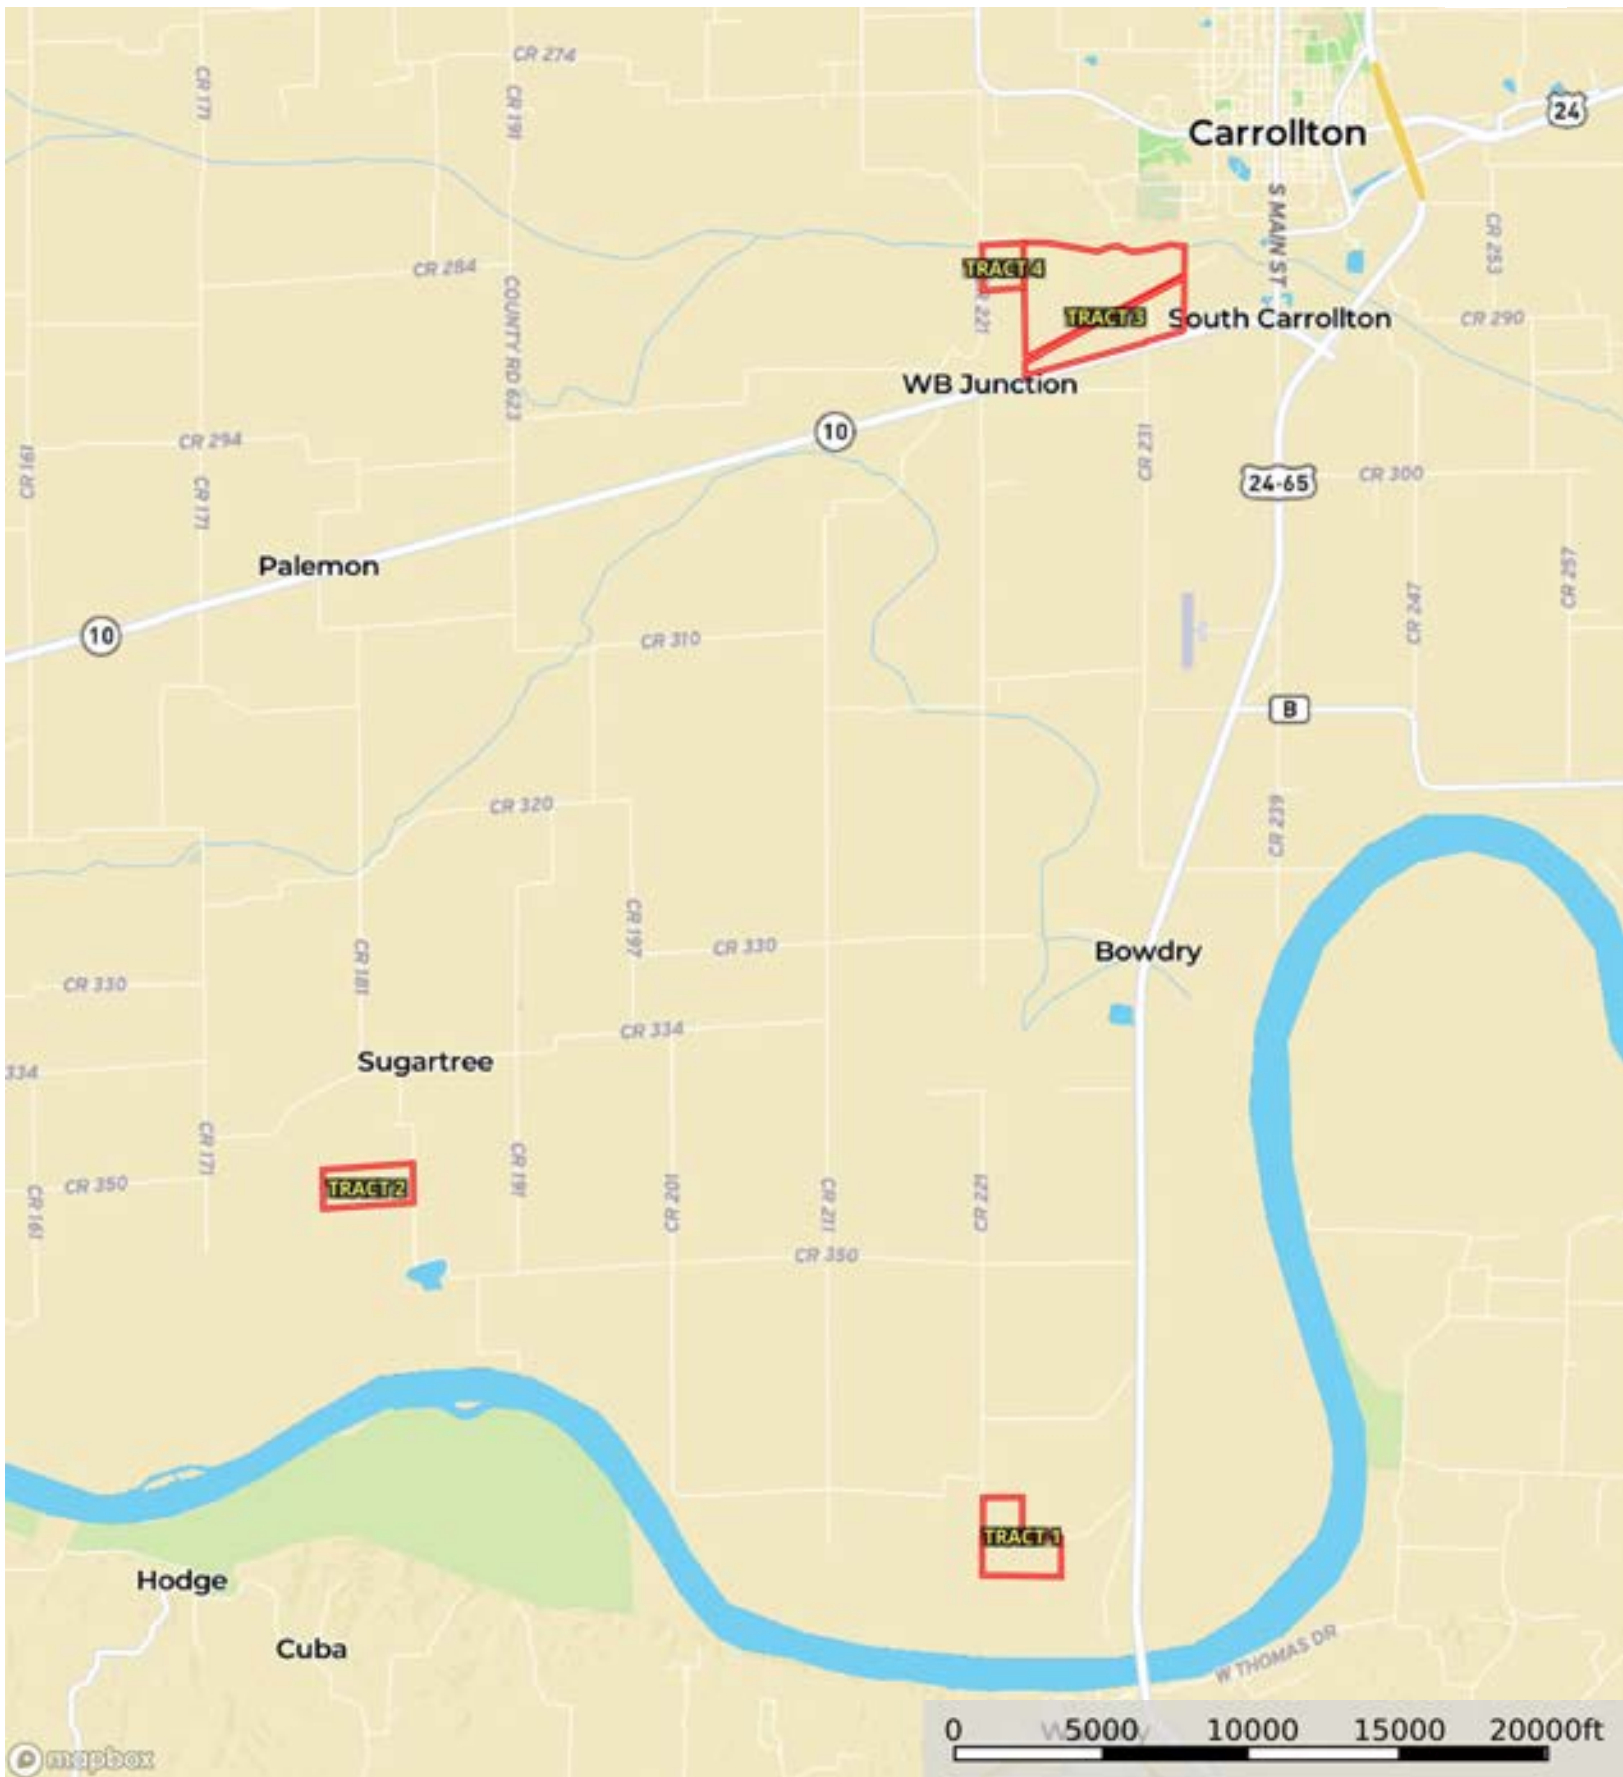 CR 274
CR 171
CR 191
Carrollton
24
S MAIN ST
CR 253
CR 284
COUNTY RD 623
TRACT 4
CR 221
TRACT 3
South Carrollton
CR 290
WB Junction
10
CR 294
CR 161
CR 171
CR 231
24-65
CR 300
Palemon
CR 257
CR 247
10
CR 310
B
CR 320
CR 239
CR 197
CR 330
CR 181
Bowdry
CR 330
CR 334
Sugartree
334
CR 171
CR 191
CR 350
TRACT 2
CR 161
CR 201
CR 211
CR 221
CR 350
TRACT 1
Hodge
Cuba
W THOMAS DR
0 5000 10000 15000 20000ft
mapbox